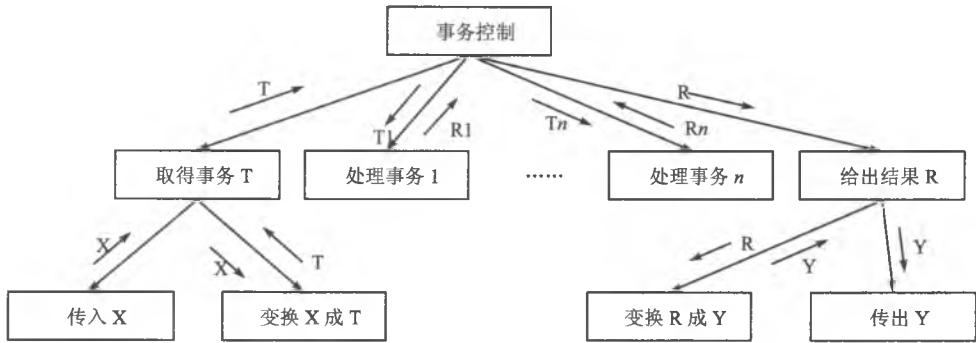 事务控制
T
T1
R1
Tn
Rn
R
取得事务 T
处理事务 1
……
处理事务 n
给出结果 R
X
X
T
R
Y
Y
传入 X
变换 X 成 T
变换 R 成 Y
传出 Y